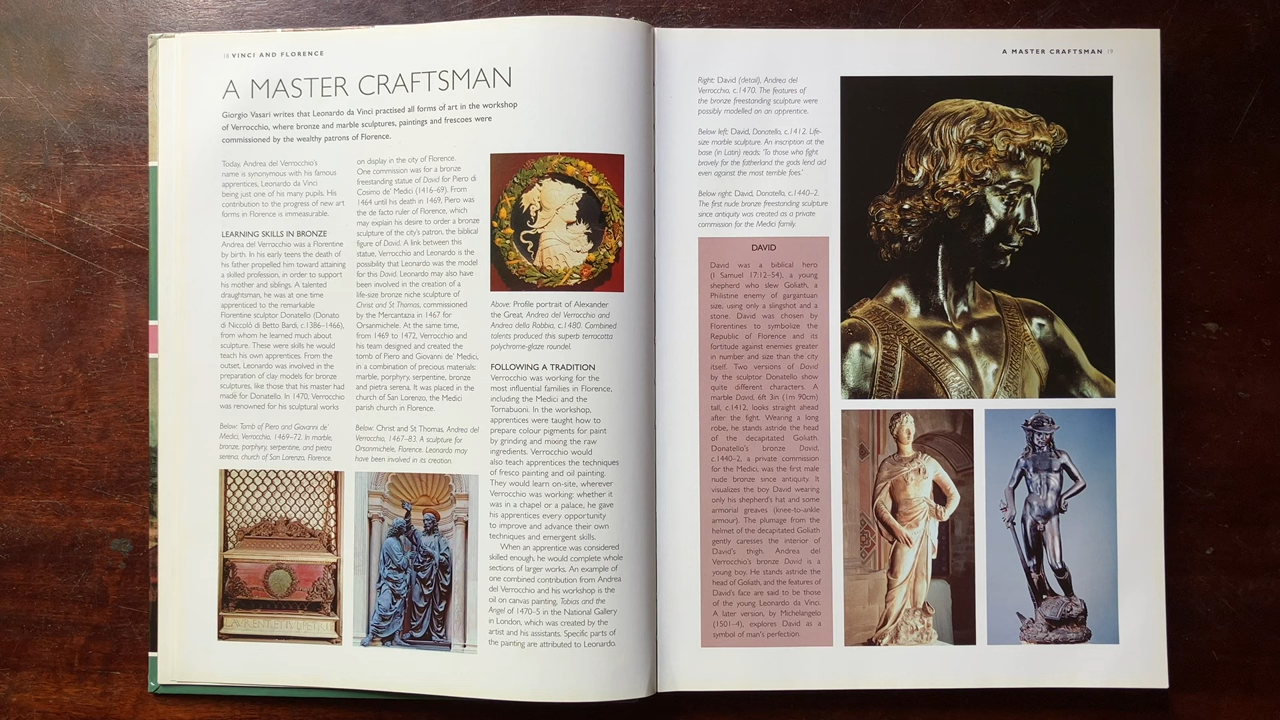 18 VINCI AND FLORENCE
A MASTER CRAFTSMAN
Giorgio Vasari writes that Leonardo da Vinci practised all forms of art in the workshop
of Verrocchio, where bronze and marble sculptures, paintings and frescoes were
commissioned by the wealthy patrons of Florence.
Today, Andrea del Verrocchio's
name is synonymous with his famous
apprentices, Leonardo da Vinci
being just one of his many pupils. His
contribution to the progress of new art
forms in Florence is immeasurable.
LEARNING SKILLS IN BRONZE
Andrea del Verrocchio was a Florentine
by birth. In his early teens the death of
his father propelled him toward attaining
a skilled profession, in order to support
his mother and siblings. A talented
draughtsman, he was at one time
apprenticed to the remarkable
Florentine sculptor Donatello (Donato
di Niccolò di Betto Bardi, c.1386–1466),
from whom he learned much about
sculpture. These were skills he would
teach his own apprentices. From the
outset, Leonardo was involved in the
preparation of clay models for bronze
sculptures, like those that his master had
made for Donatello. In 1470, Verrocchio
was renowned for his sculptural works
Below: Tomb of Piero and Giovanni de'
Medici, Verrocchio, 1469–72. In marble,
bronze, porphyry, serpentine, and pietra
serena, church of San Lorenzo, Florence.
on display in the city of Florence.
One commission was for a bronze
freestanding statue of David for Piero di
Cosimo de' Medici (1416–69). From
1464 until his death in 1469, Piero was
the de facto ruler of Florence, which
may explain his desire to order a bronze
sculpture of the city's patron, the biblical
figure of David. A link between this
statue, Verrocchio and Leonardo is the
possibility that Leonardo was the model
for this David. Leonardo may also have
been involved in the creation of a
life-size bronze niche sculpture of
Christ and St Thomas, commissioned
by the Mercantazia in 1467 for
Orsanmichele. At the same time,
from 1469 to 1472, Verrocchio and
his team designed and created the
tomb of Piero and Giovanni de' Medici,
in a combination of precious materials:
marble, porphyry, serpentine, bronze
and pietra serena. It was placed in the
church of San Lorenzo, the Medici
parish church in Florence.
Below: Christ and St Thomas, Andrea del
Verrocchio, 1467–83. A sculpture for
Orsanmichele, Florence. Leonardo may
have been involved in its creation.
Above: Profile portrait of Alexander
the Great, Andrea del Verrocchio and
Andrea della Robbia, c.1480. Combined
talents produced this superb terracotta
polychrome-glaze roundel.
FOLLOWING A TRADITION
Verrocchio was working for the
most influential families in Florence,
including the Medici and the
Tornabuoni. In the workshop,
apprentices were taught how to
prepare colour pigments for paint
by grinding and mixing the raw
ingredients. Verrocchio would
also teach apprentices the techniques
of fresco painting and oil painting.
They would learn on-site, wherever
Verrocchio was working: whether it
was in a chapel or a palace, he gave
his apprentices every opportunity
to improve and advance their own
techniques and emergent skills.
When an apprentice was considered
skilled enough, he would complete whole
sections of larger works. An example of
one combined contribution from Andrea
del Verrocchio and his workshop is the
oil on canvas painting, Tobias and the
Angel of 1470–5 in the National Gallery
in London, which was created by the
artist and his assistants. Specific parts of
the painting are attributed to Leonardo.
A MASTER CRAFTSMAN 19
Right: David (detail), Andrea del
Verrocchio, c.1470. The features of
the bronze freestanding sculpture were
possibly modelled on an apprentice.
Below left: David, Donatello, c.1412. Life-
size marble sculpture. An inscription at the
base (in Latin) reads: 'To those who fight
bravely for the fatherland the gods lend aid
even against the most terrible foes.'
Below right: David, Donatello, c.1440–2.
The first nude bronze freestanding sculpture
since antiquity was created as a private
commission for the Medici family.
DAVID
David was a biblical hero
(I Samuel 17:12–54), a young
shepherd who slew Goliath, a
Philistine enemy of gargantuan
size, using only a slingshot and a
stone. David was chosen by
Florentines to symbolize the
Republic of Florence and its
fortitude against enemies greater
in number and size than the city
itself. Two versions of David
by the sculptor Donatello show
quite different characters. A
marble David, 6ft 3in (1m 90cm)
tall, c.1412, looks straight ahead
after the fight. Wearing a long
robe, he stands astride the head
of the decapitated Goliath.
Donatello's bronze David,
c.1440–2, a private commission
for the Medici, was the first male
nude bronze since antiquity. It
visualizes the boy David wearing
only his shepherd's hat and some
armorial greaves (knee-to-ankle
armour). The plumage from the
helmet of the decapitated Goliath
gently caresses the interior of
David's thigh. Andrea del
Verrocchio's bronze David is a
young boy. He stands astride the
head of Goliath, and the features of
David's face are said to be those
of the young Leonardo da Vinci.
A later version, by Michelangelo
(1501–4), explores David as a
symbol of man's perfection.